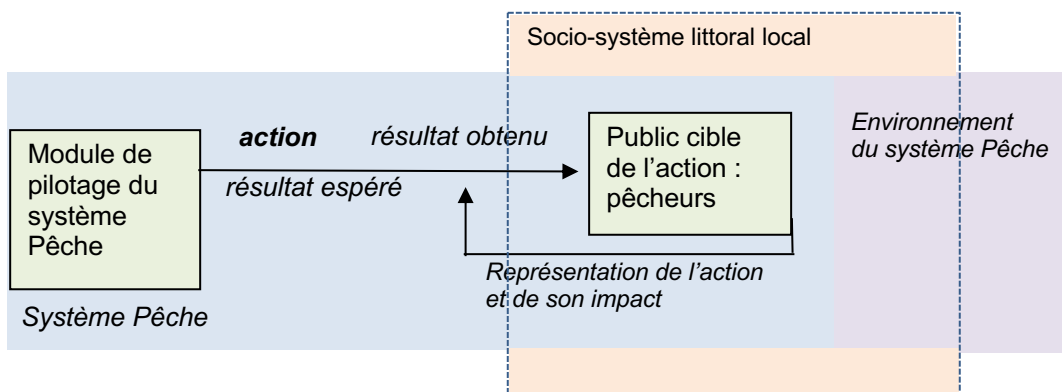 Socio-système littoral local
Module de
pilotage du
système
Pêche
action résultat obtenu
résultat espéré
Public cible
de l’action :
pêcheurs
Environnement
du système Pêche
Représentation de l’action
et de son impact
Système Pêche